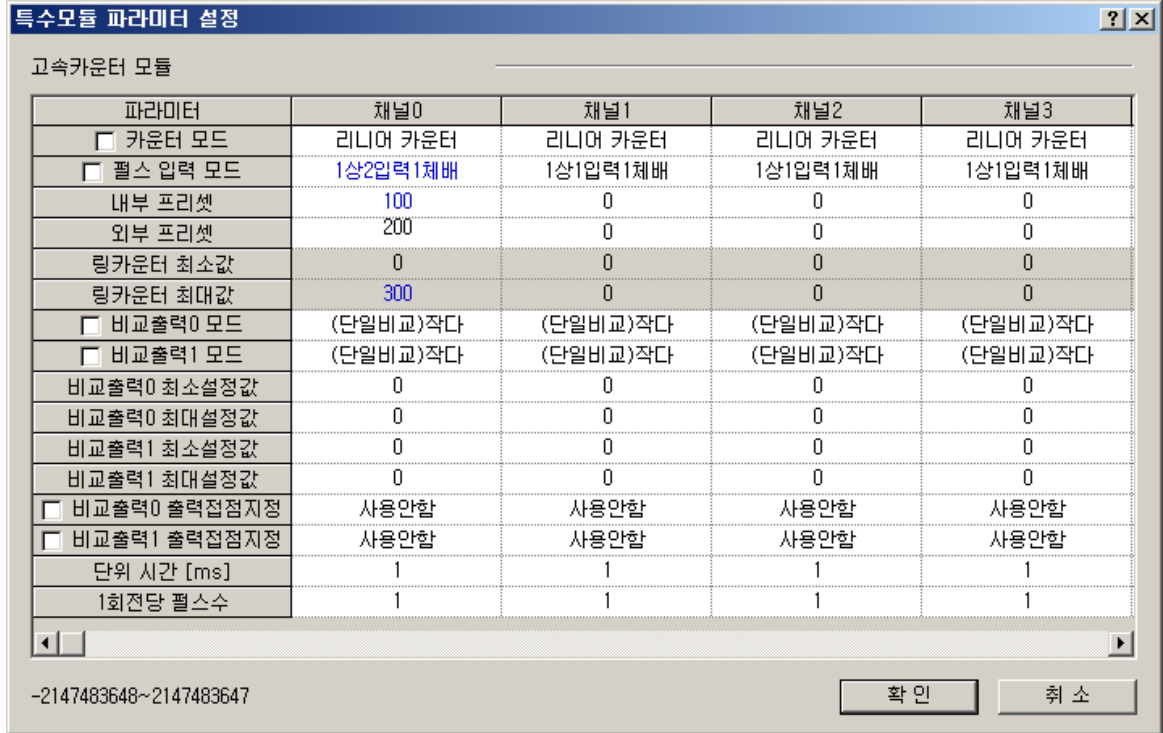 특수모듈 파라미터 설정
고속카운터 모듈
파라미터 채널0 채널1 채널2 채널3
카운터 모드 리니어 카운터 리니어 카운터 리니어 카운터 리니어 카운터
펄스 입력 모드 1상2입력1체배 1상1입력1체배 1상1입력1체배 1상1입력1체배
내부 프리셋 100 0 0 0
외부 프리셋 200 0 0 0
링카운터 최소값 0 0 0 0
링카운터 최대값 300 0 0 0
비교출력0 모드 (단일비교)작다 (단일비교)작다 (단일비교)작다 (단일비교)작다
비교출력1 모드 (단일비교)작다 (단일비교)작다 (단일비교)작다 (단일비교)작다
비교출력0 최소설정값 0 0 0 0
비교출력0 최대설정값 0 0 0 0
비교출력1 최소설정값 0 0 0 0
비교출력1 최대설정값 0 0 0 0
비교출력0 출력접점지정 사용안함 사용안함 사용안함 사용안함
비교출력1 출력접점지정 사용안함 사용안함 사용안함 사용안함
단위 시간 [ms] 1 1 1 1
1회전당 펄스수 1 1 1 1
-2147483648~2147483647 확 인 취 소